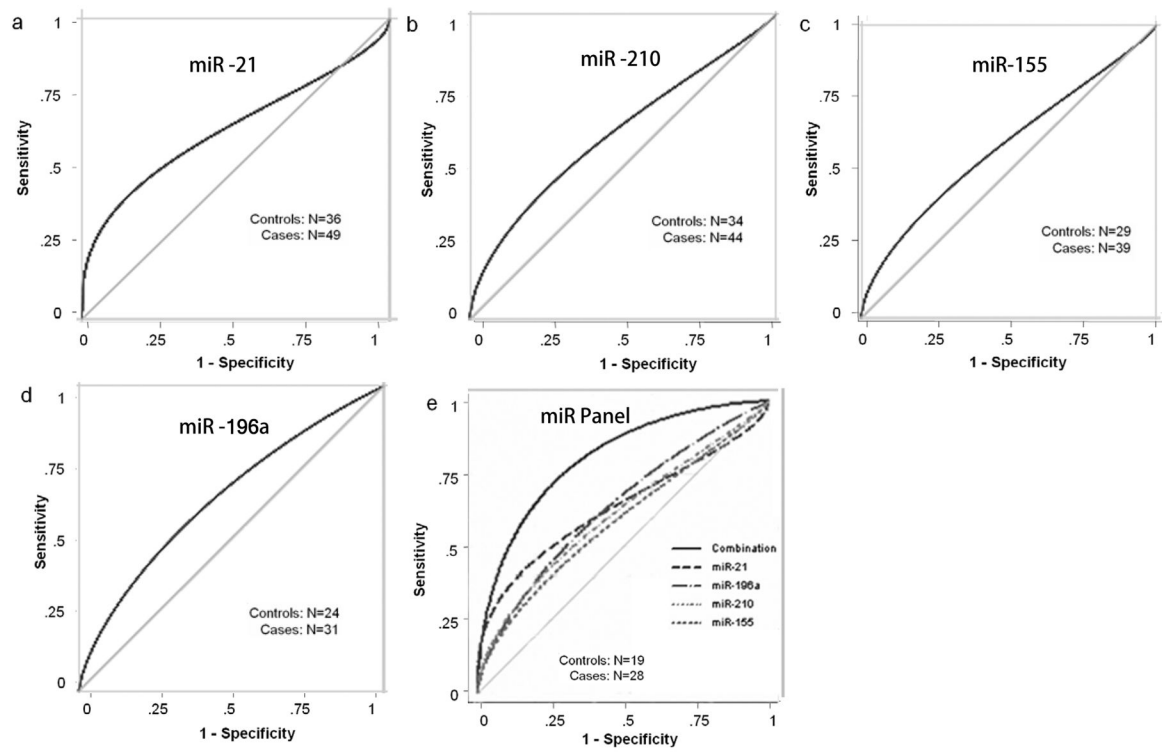 a
miR -21
1
.75
.5
.25
0
Sensitivity
Controls: N=36
Cases: N=49
0
.25
.5
.75
1
1 - Specificity
b
miR -210
1
.75
.5
.25
0
Sensitivity
Controls: N=34
Cases: N=44
0
.25
.5
.75
1
1 - Specificity
c
miR-155
1
.75
.5
.25
0
Sensitivity
Controls: N=29
Cases: N=39
0
.25
.5
.75
1
1 - Specificity
d
miR -196a
1
.75
.5
.25
0
Sensitivity
Controls: N=24
Cases: N=31
0
.25
.5
.75
1
1 - Specificity
e
miR Panel
1
.75
.5
.25
0
Sensitivity
Combination
miR-21
miR-196a
miR-210
miR-155
Controls: N=19
Cases: N=28
0
.25
.5
.75
1
1 - Specificity